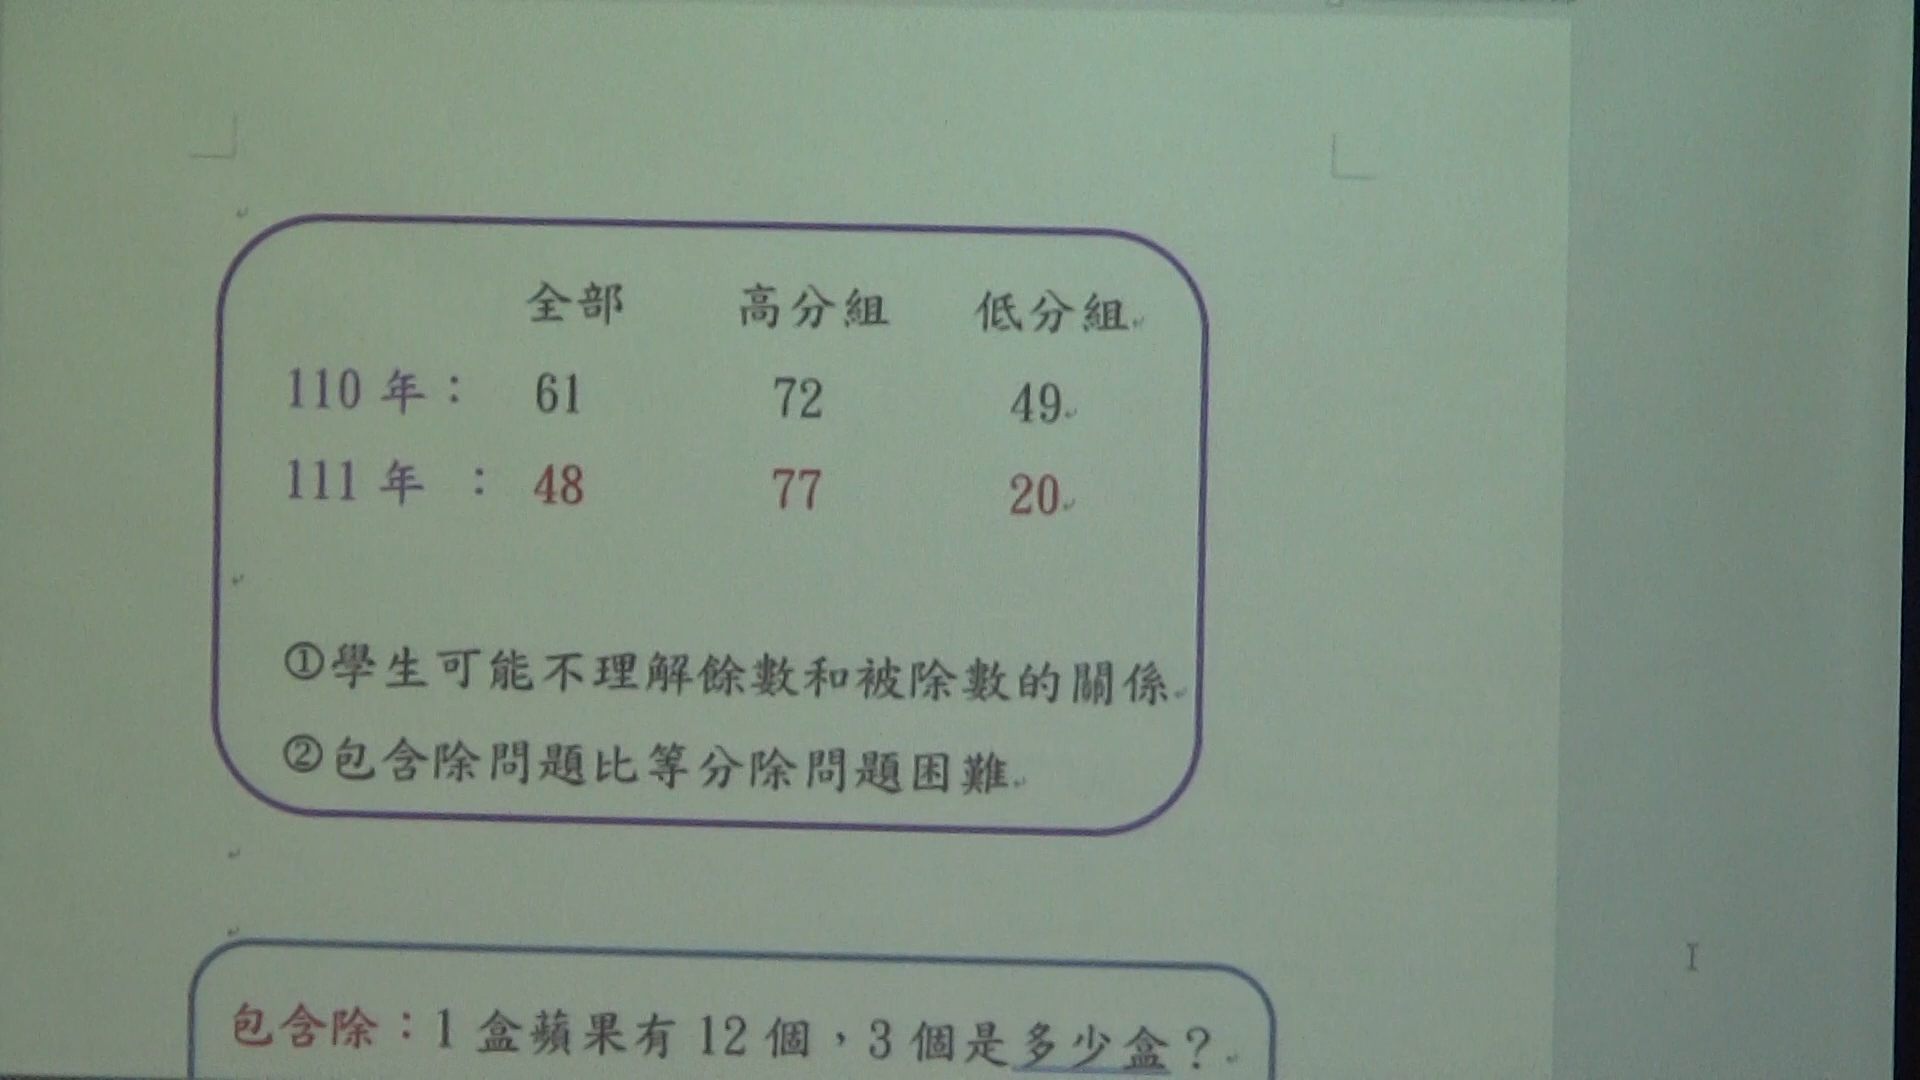 全部 高分組 低分組
110 年： 61 72 49
111 年 ： 48 77 20
①學生可能不理解餘數和被除數的關係
②包含除問題比等分除問題困難
包含除：1 盒蘋果有 12 個，3 個是多少盒？